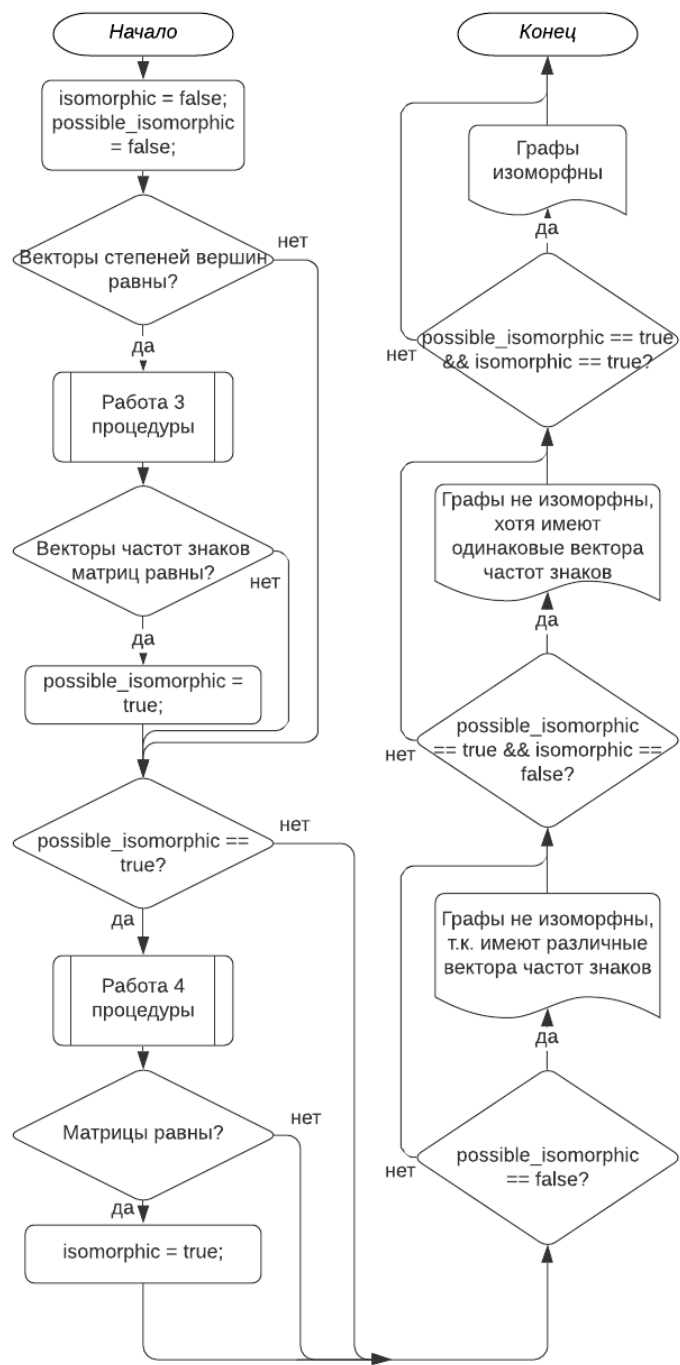 Начало
isomorphic = false;
possible_isomorphic
= false;
Векторы степеней вершин
равны?
нет
да
Работа 3
процедуры
Векторы частот знаков
матриц равны?
нет
да
possible_isomorphic =
true;
possible_isomorphic ==
true?
нет
да
Работа 4
процедуры
Матрицы равны?
нет
да
isomorphic = true;
Конец
Графы
изоморфны
да
possible_isomorphic == true
&& isomorphic == true?
нет
Графы не изоморфны,
хотя имеют
одинаковые вектора
частот знаков
да
possible_isomorphic
== true && isomorphic ==
false?
нет
Графы не изоморфны,
т.к. имеют различные
вектора частот знаков
да
possible_isomorphic
== false?
нет